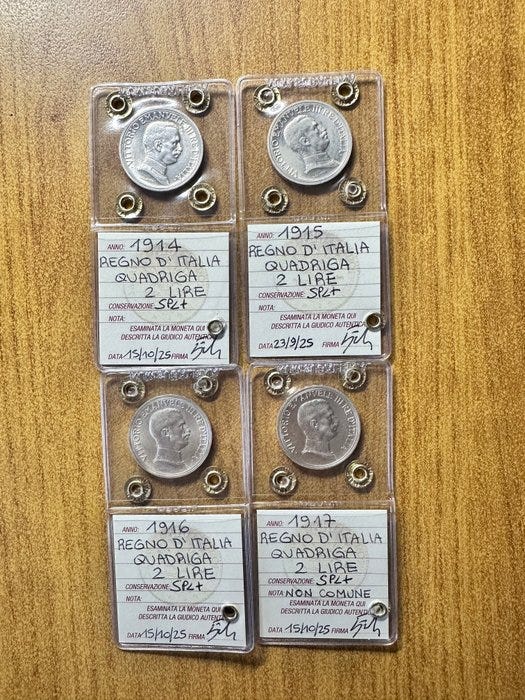 VITTORIO EMANVELE III RE D'ITALIA
ANNO: 1914
REGNO D'ITALIA
QUADRIGA
2 LIRE
CONSERVAZIONE: SPL+
NOTA:
ESAMINATA LA MONETA QUI
DESCRITTA LA GIUDICO AUTENTICA
DATA 15/10/25 FIRMA
VITTORIO EMANVELE III RE D'ITALIA
ANNO: 1915
REGNO D'ITALIA
QUADRIGA
2 LIRE
CONSERVAZIONE: SPL+
NOTA:
ESAMINATA LA MONETA QUI
DESCRITTA LA GIUDICO AUTENTICA
DATA 23/9/25 FIRMA
VITTORIO EMANVELE III RE D'ITALIA
ANNO: 1916
REGNO D'ITALIA
QUADRIGA
2 LIRE
CONSERVAZIONE: SPL+
NOTA:
ESAMINATA LA MONETA QUI
DESCRITTA LA GIUDICO AUTENTICA
DATA 15/10/25 FIRMA
VITTORIO EMANVELE III RE D'ITALIA
ANNO: 1917
REGNO D'ITALIA
QUADRIGA
2 LIRE
CONSERVAZIONE: SPL+
NOTA: NON COMUNE
ESAMINATA LA MONETA QUI
DESCRITTA LA GIUDICO AUTENTICA
DATA 15/10/25 FIRMA